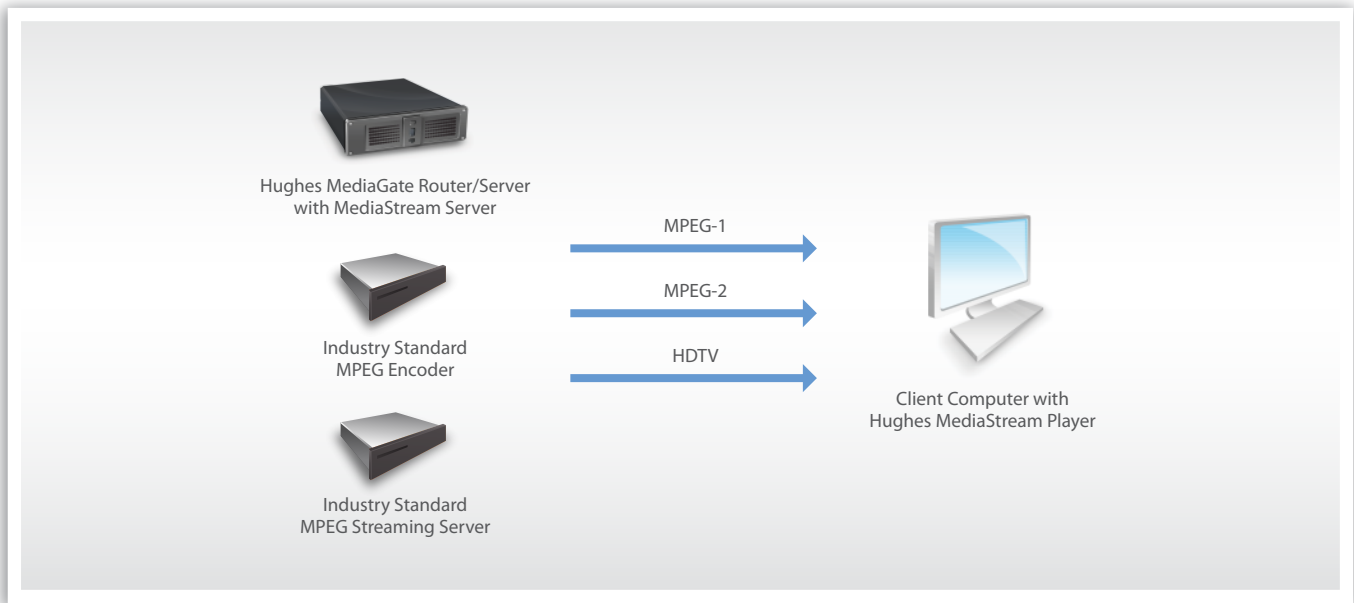 Hughes MediaGate Router/Server
with MediaStream Server
Industry Standard
MPEG Encoder
Industry Standard
MPEG Streaming Server
MPEG-1
MPEG-2
HDTV
Client Computer with
Hughes MediaStream Player